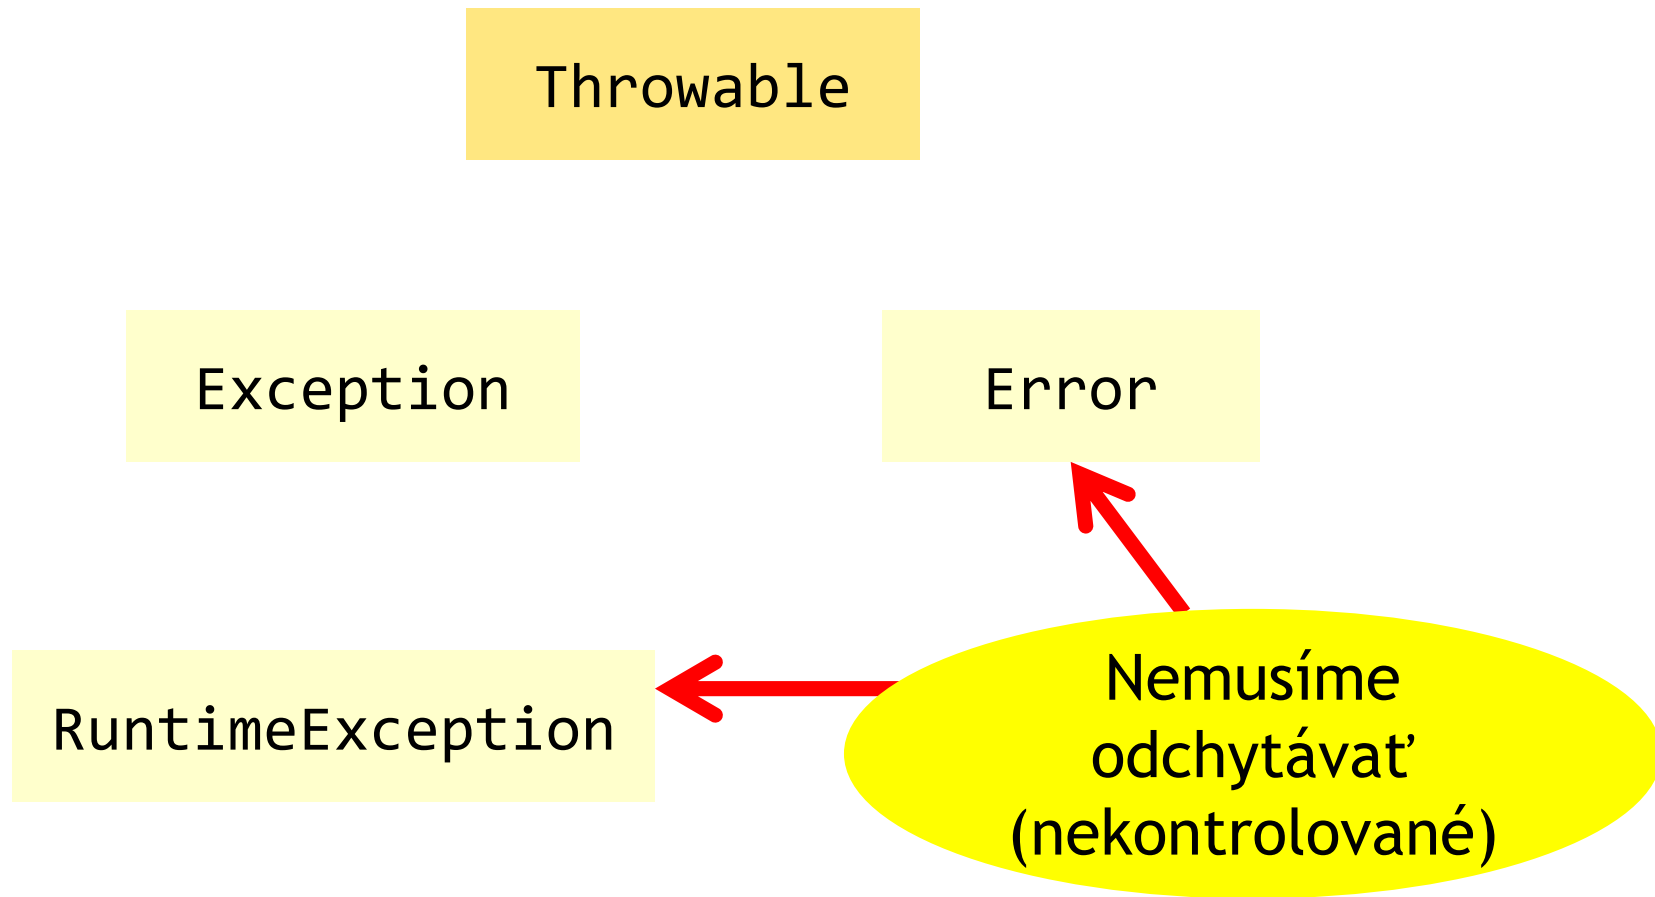 Throwable
Exception
Error
RuntimeException
Nemusíme
odchytávať
(nekontrolované)